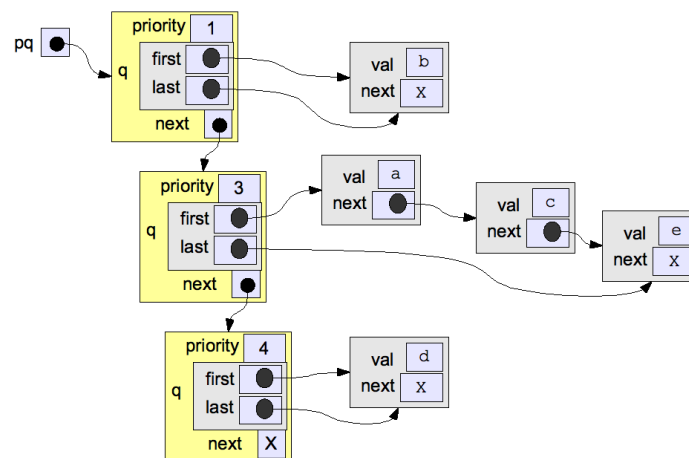 priority 1
pq
q
first
last
next
val b
next X
priority 3
q
first
last
next
val a
next
val c
next
val e
next X
priority 4
q
first
last
next X
val d
next X